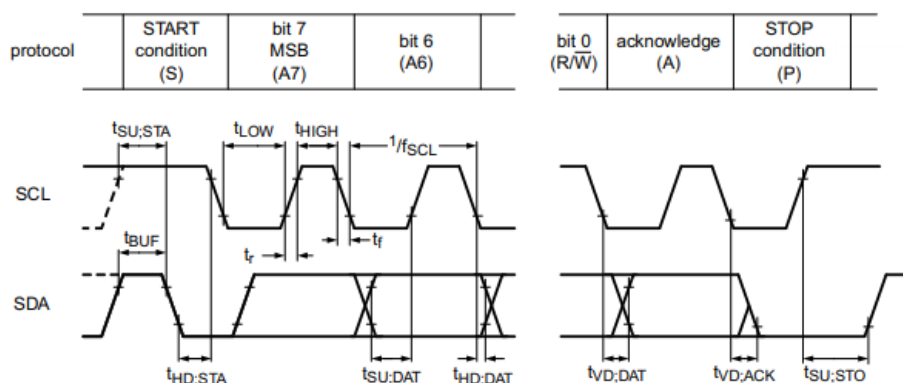 protocol
START
condition
(S)
bit 7
MSB
(A7)
bit 6
(A6)
bit 0
(R/W̅)
acknowledge
(A)
STOP
condition
(P)
tSU;STA
tLOW
tHIGH
1/fSCL
SCL
tBUF
tr
tf
SDA
tHD;STA
tSU;DAT
tHD;DAT
tVD;DAT
tVD;ACK
tSU;STO